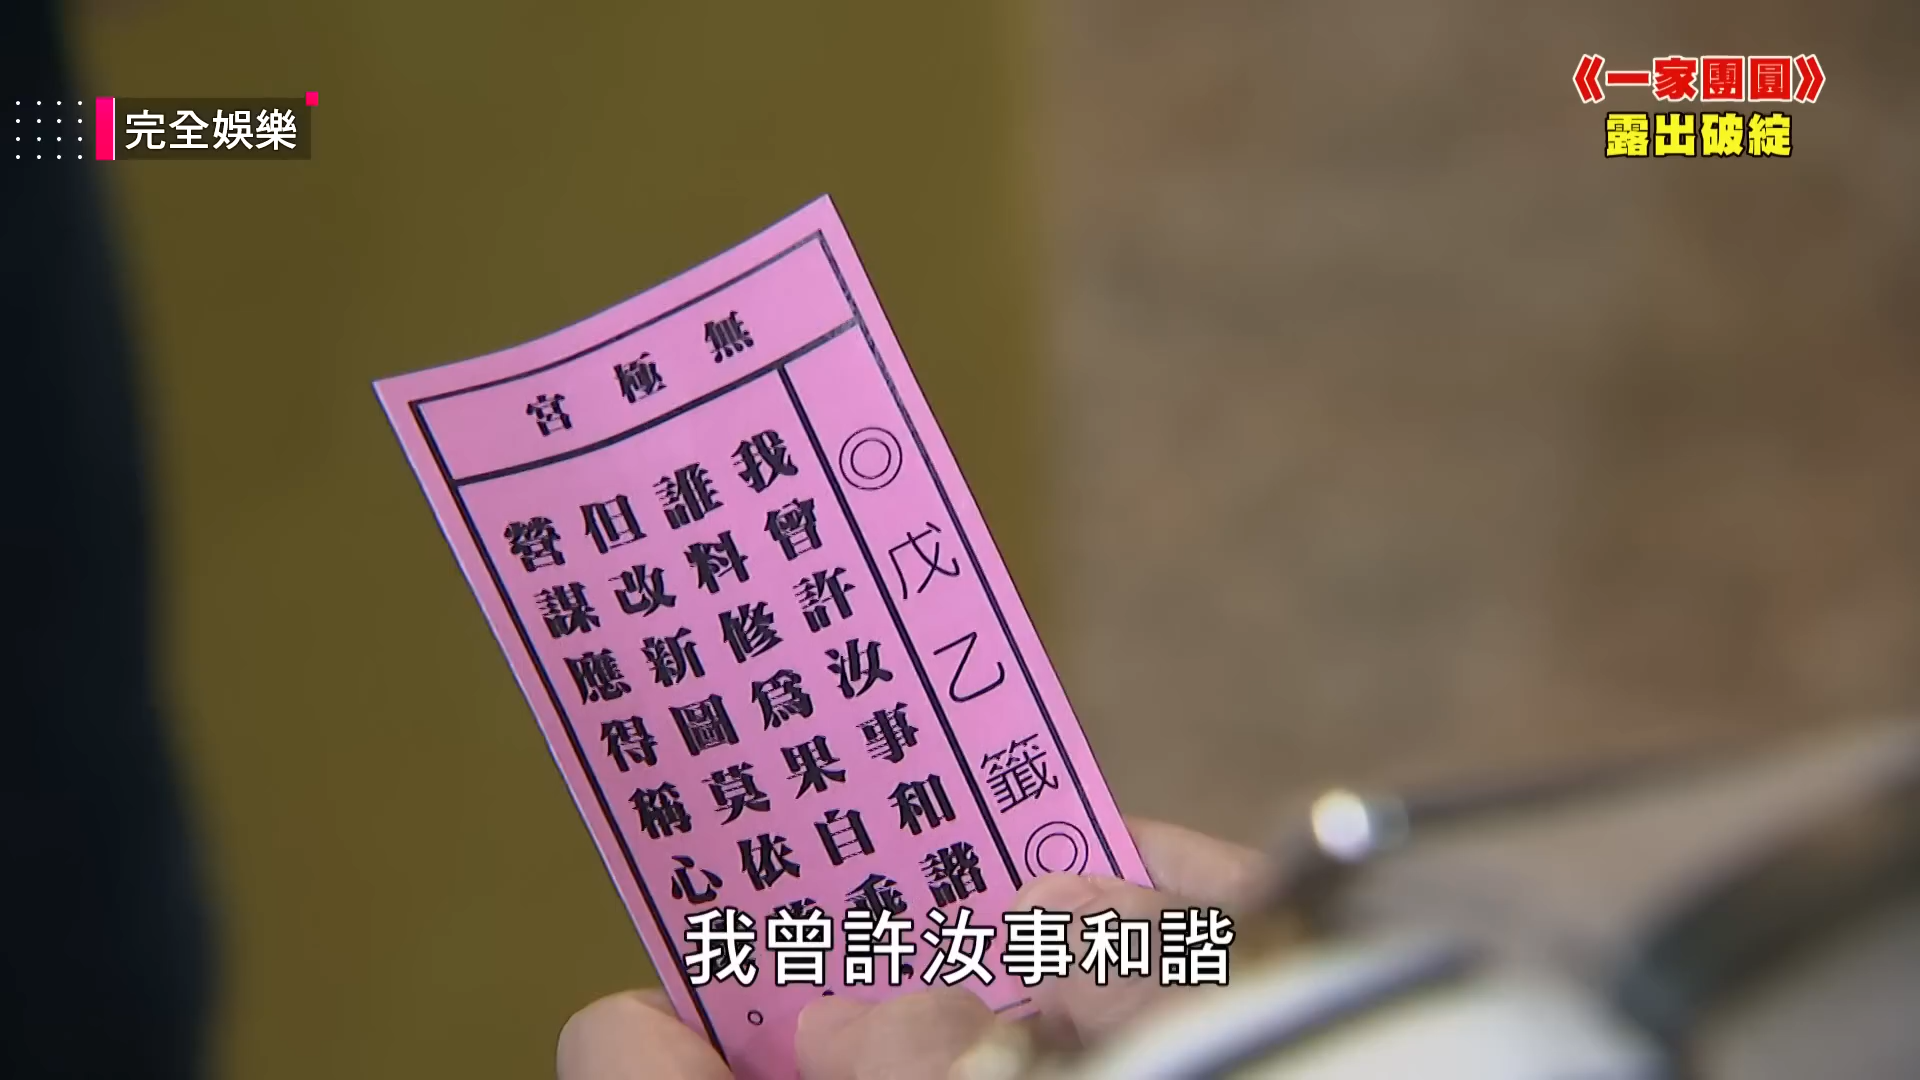 完全娛樂
《一家團圓》
露出破綻
無極宮
◎戊乙籤◎
我曾許汝事和諧
誰料修為果自乖
但改新圖莫依
營謀應得稱心
我曾許汝事和諧